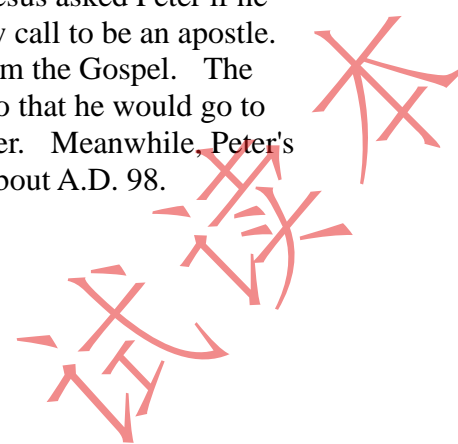 esus asked Peter if he
call to be an apostle.
m the Gospel. The
o that he would go to
er. Meanwhile, Peter's
bout A.D. 98.
试读本